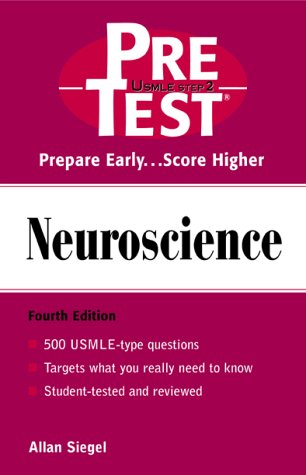 PRE
USMLE STEP 2
TEST®
Prepare Early...Score Higher
Neuroscience
Fourth Edition
500 USMLE-type questions
Targets what you really need to know
Student-tested and reviewed
Allan Siegel